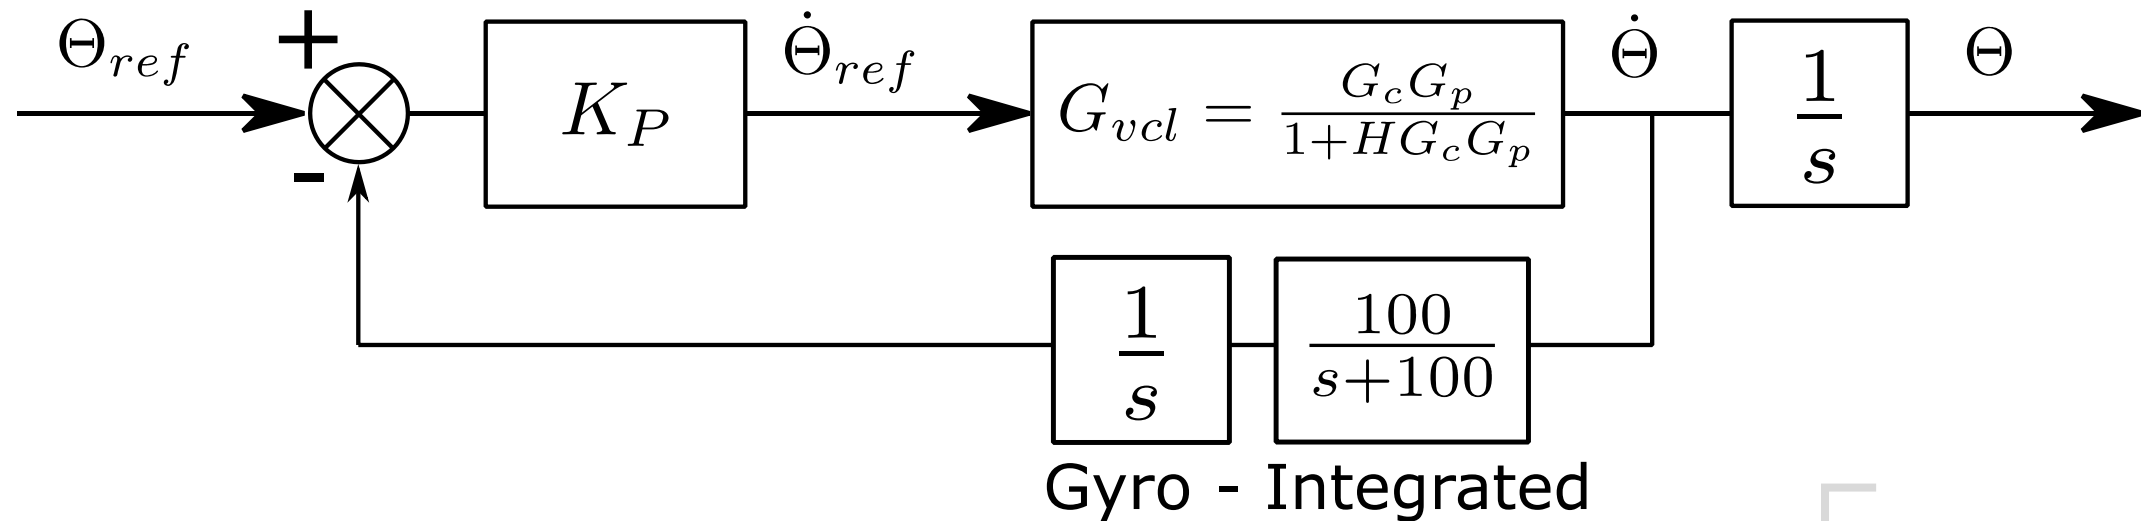 Θ_ref + - K_P Θ̇_ref G_vcl = G_cG_p / 1+HG_cG_p Θ̇ 1/s Θ
1/s 100/s+100
Gyro - Integrated